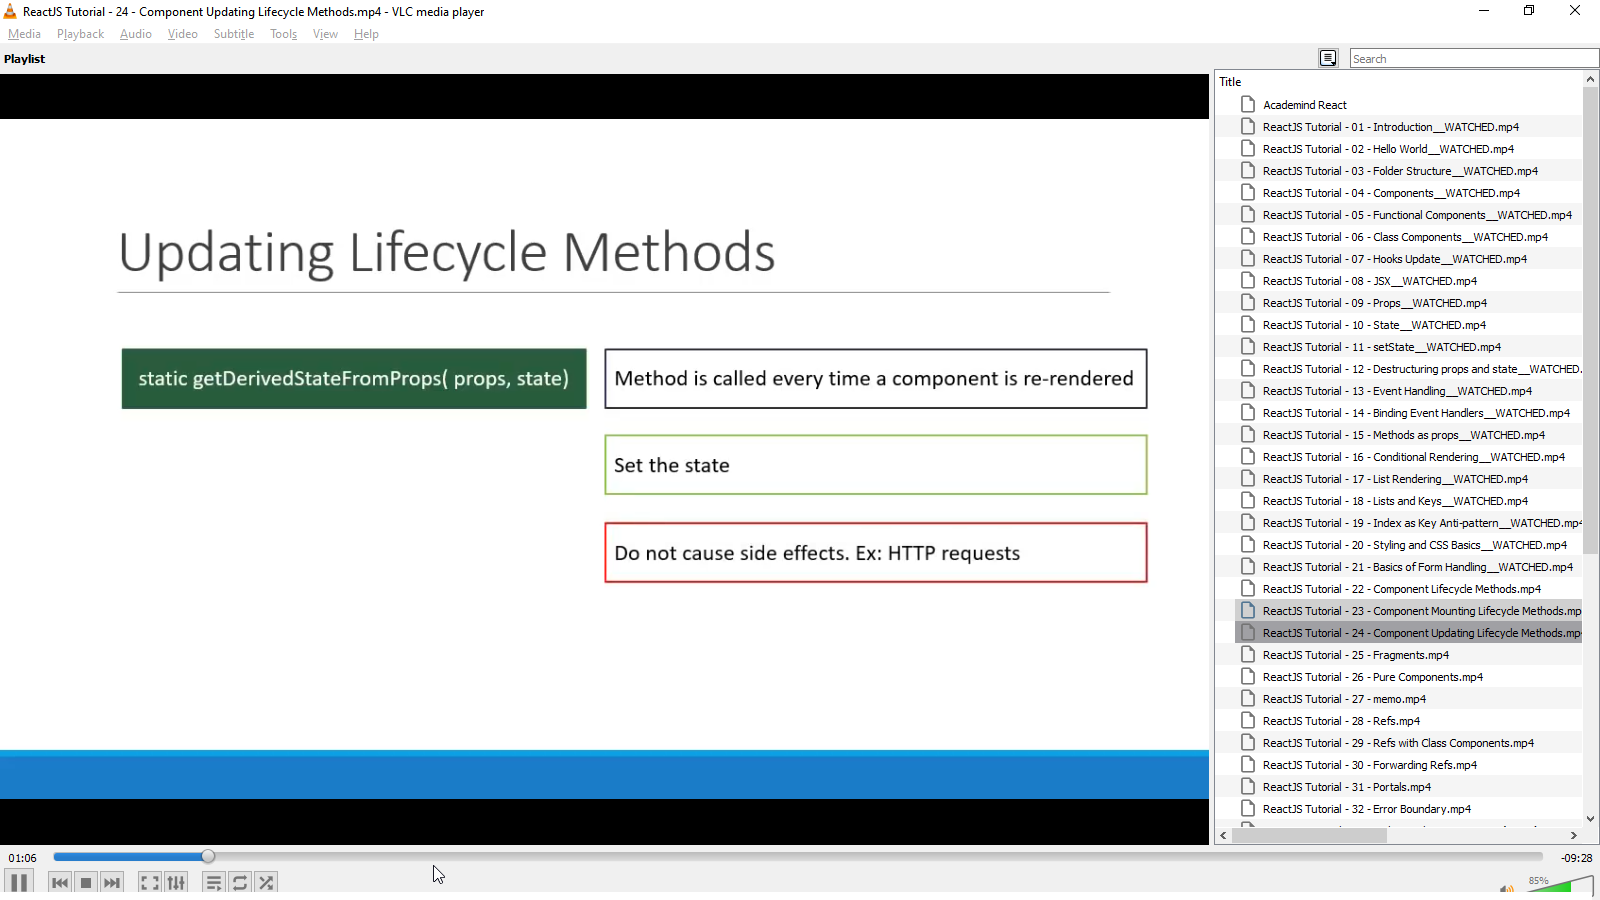 ReactJS Tutorial - 24 - Component Updating Lifecycle Methods.mp4 - VLC media player
Media Playback Audio Video Subtitle Tools View Help
Playlist
Search
Updating Lifecycle Methods
static getDerivedStateFromProps( props, state)
Method is called every time a component is re-rendered
Set the state
Do not cause side effects. Ex: HTTP requests
Title
Academind React
ReactJS Tutorial - 01 - Introduction__WATCHED.mp4
ReactJS Tutorial - 02 - Hello World__WATCHED.mp4
ReactJS Tutorial - 03 - Folder Structure__WATCHED.mp4
ReactJS Tutorial - 04 - Components__WATCHED.mp4
ReactJS Tutorial - 05 - Functional Components__WATCHED.mp4
ReactJS Tutorial - 06 - Class Components__WATCHED.mp4
ReactJS Tutorial - 07 - Hooks Update__WATCHED.mp4
ReactJS Tutorial - 08 - JSX__WATCHED.mp4
ReactJS Tutorial - 09 - Props__WATCHED.mp4
ReactJS Tutorial - 10 - State__WATCHED.mp4
ReactJS Tutorial - 11 - setState__WATCHED.mp4
ReactJS Tutorial - 12 - Destructuring props and state__WATCHED.
ReactJS Tutorial - 13 - Event Handling__WATCHED.mp4
ReactJS Tutorial - 14 - Binding Event Handlers__WATCHED.mp4
ReactJS Tutorial - 15 - Methods as props__WATCHED.mp4
ReactJS Tutorial - 16 - Conditional Rendering__WATCHED.mp4
ReactJS Tutorial - 17 - List Rendering__WATCHED.mp4
ReactJS Tutorial - 18 - Lists and Keys__WATCHED.mp4
ReactJS Tutorial - 19 - Index as Key Anti-pattern__WATCHED.mp4
ReactJS Tutorial - 20 - Styling and CSS Basics__WATCHED.mp4
ReactJS Tutorial - 21 - Basics of Form Handling__WATCHED.mp4
ReactJS Tutorial - 22 - Component Lifecycle Methods.mp4
ReactJS Tutorial - 23 - Component Mounting Lifecycle Methods.mp
ReactJS Tutorial - 24 - Component Updating Lifecycle Methods.mp
ReactJS Tutorial - 25 - Fragments.mp4
ReactJS Tutorial - 26 - Pure Components.mp4
ReactJS Tutorial - 27 - memo.mp4
ReactJS Tutorial - 28 - Refs.mp4
ReactJS Tutorial - 29 - Refs with Class Components.mp4
ReactJS Tutorial - 30 - Forwarding Refs.mp4
ReactJS Tutorial - 31 - Portals.mp4
ReactJS Tutorial - 32 - Error Boundary.mp4
01:06
-09:28
85%